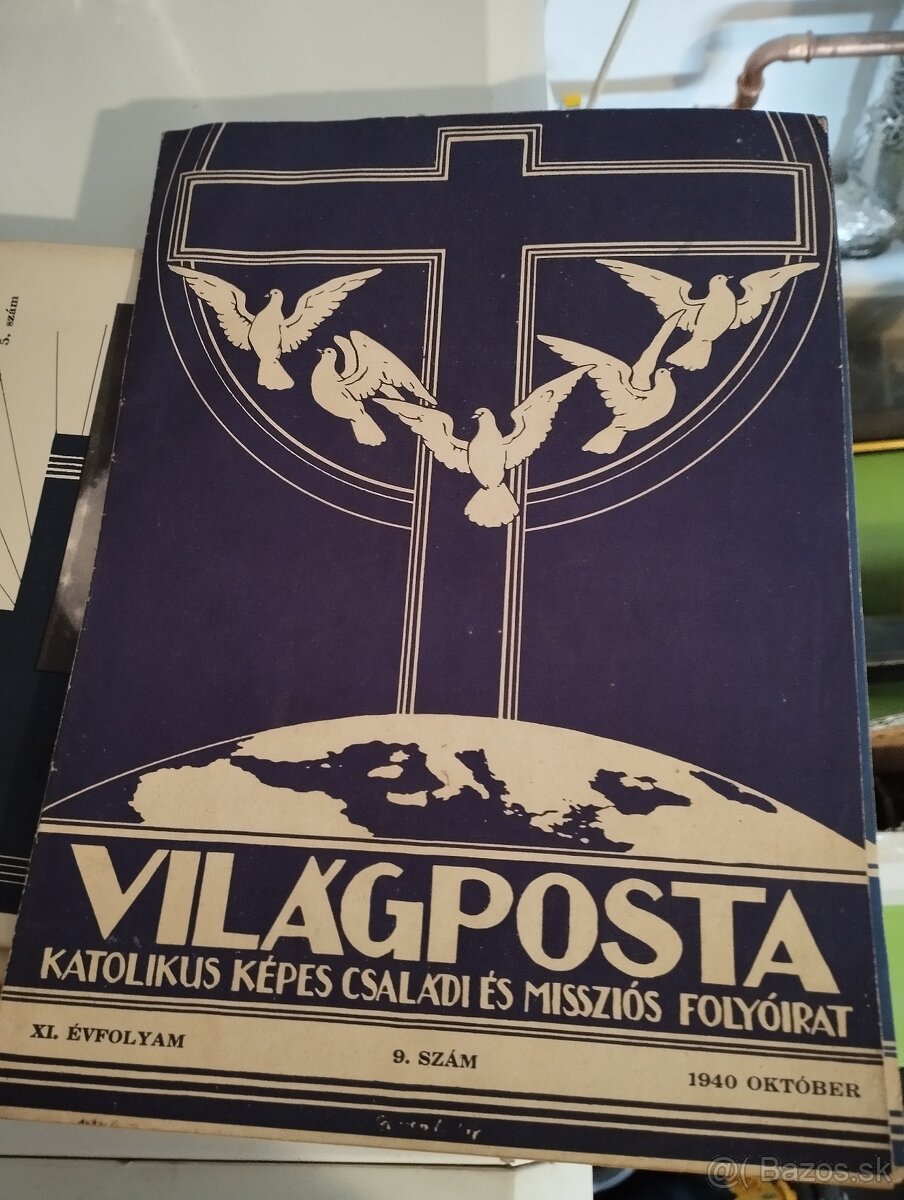 5. szám
VILÁGPOSTA
KATOLIKUS KÉPES CSALÁDI ÉS MISSZIÓS FOLYÓIRAT
XI. ÉVFOLYAM
9. SZÁM
1940 OKTÓBER
@( Bazos.sk